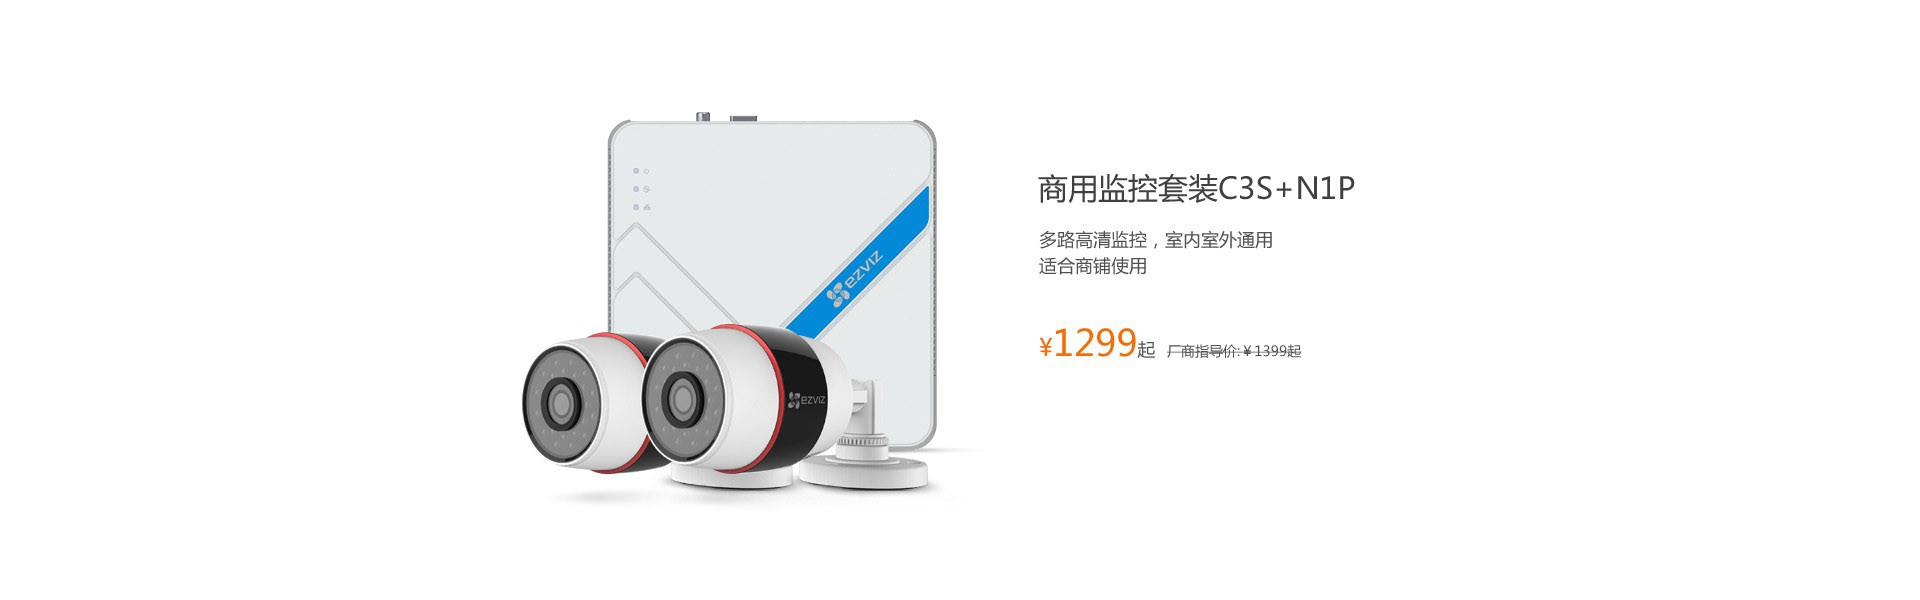 ezviz
ezviz
商用监控套装C3S+N1P
多路高清监控，室内室外通用
适合商铺使用
¥1299起 厂商指导价:¥1399起